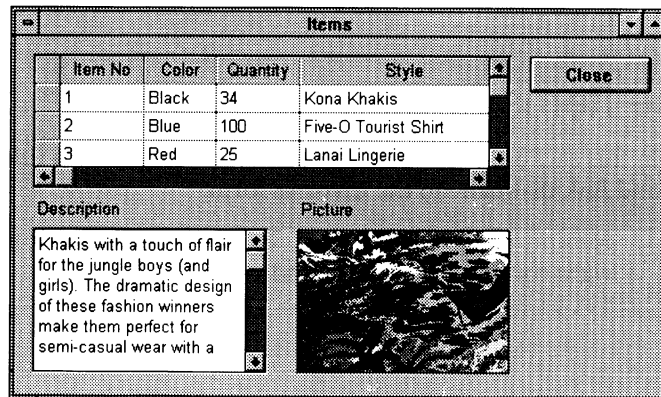 Items
Item No Color Quantity Style
1 Black 34 Kona Khakis
2 Blue 100 Five-O Tourist Shirt
3 Red 25 Lanai Lingerie
Close
Description
Picture
Khakis with a touch of flair
for the jungle boys (and
girls). The dramatic design
of these fashion winners
make them perfect for
semi-casual wear with a